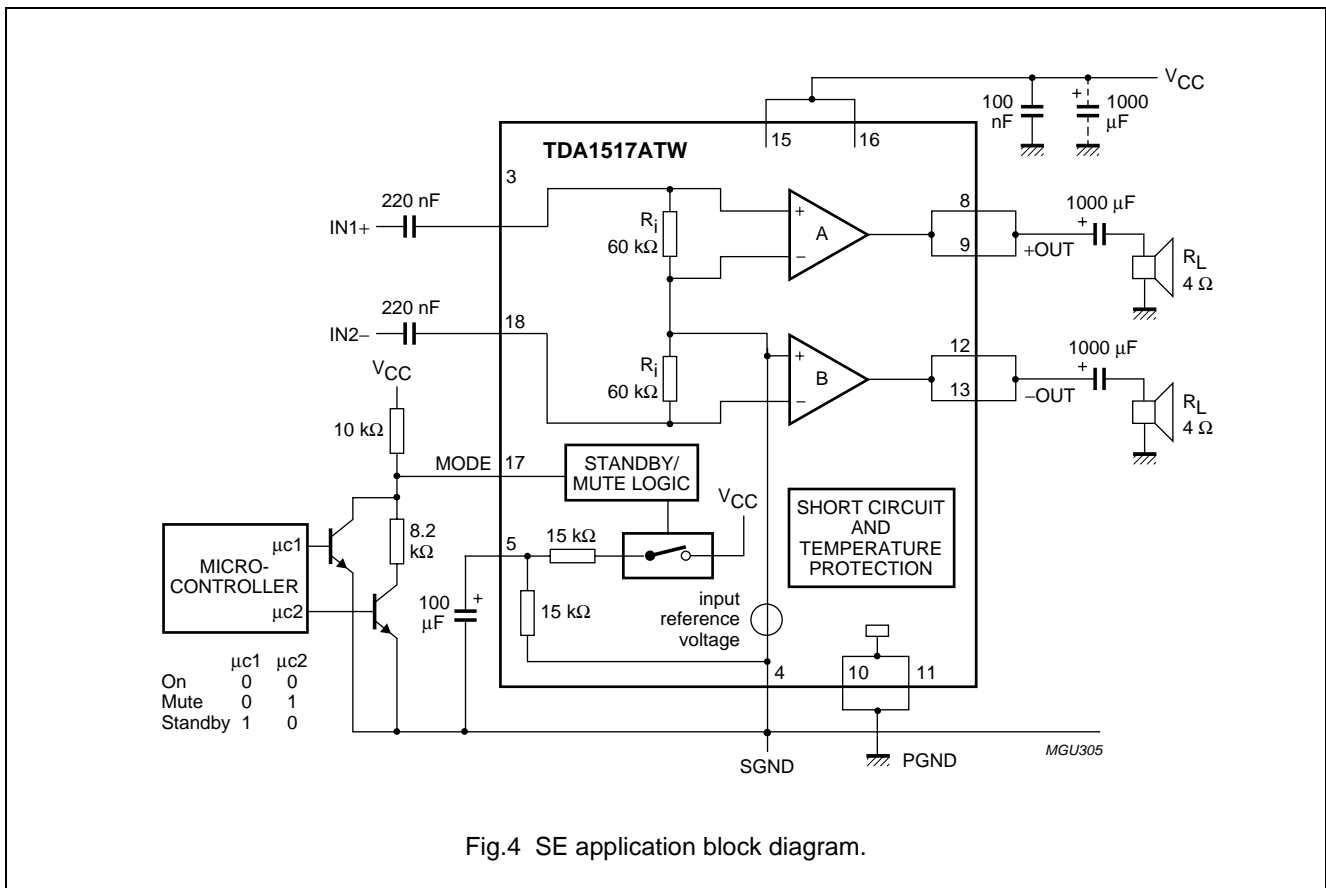 VCC
100
nF
+
1000
μF
15
16
TDA1517ATW
3
220 nF
IN1+
Ri
60 kΩ
+
−
A
8
9
+OUT
1000 μF
+
RL
4 Ω
220 nF
IN2−
18
Ri
60 kΩ
+
−
B
12
13
−OUT
1000 μF
+
RL
4 Ω
VCC
10 kΩ
MODE
17
STANDBY/
MUTE LOGIC
VCC
SHORT CIRCUIT
AND
TEMPERATURE
PROTECTION
8.2
kΩ
MICRO-
CONTROLLER
μc1
μc2
5
15 kΩ
100
μF
+
15 kΩ
input
reference
voltage
4
10
11
μc1 μc2
On 0 0
Mute 0 1
Standby 1 0
SGND
PGND
MGU305
Fig.4 SE application block diagram.